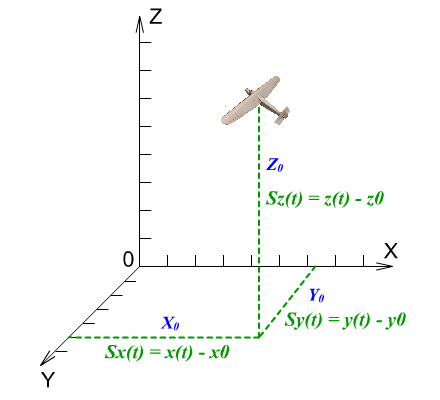 Z
Z0
Sz(t) = z(t) - z0
0
X
Y0
X0
Sy(t) = y(t) - y0
Sx(t) = x(t) - x0
Y